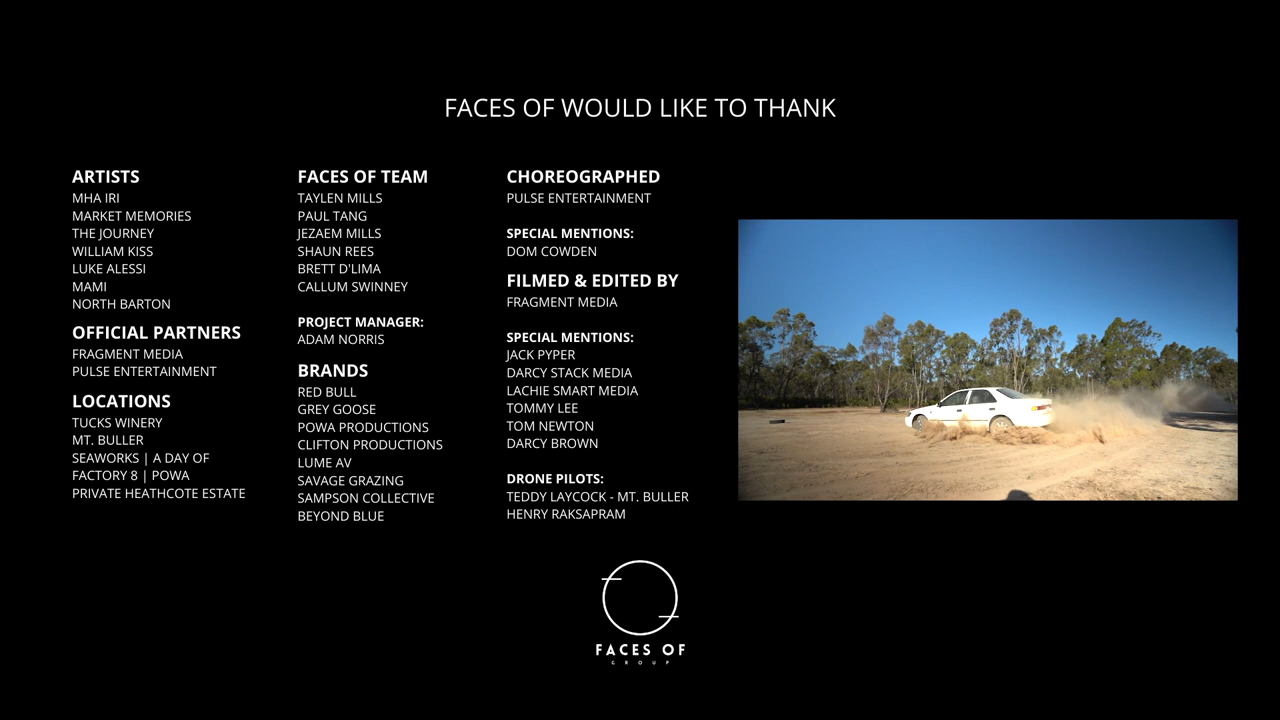 FACES OF WOULD LIKE TO THANK
ARTISTS
MHA IRI
MARKET MEMORIES
THE JOURNEY
WILLIAM KISS
LUKE ALESSI
MAMI
NORTH BARTON
OFFICIAL PARTNERS
FRAGMENT MEDIA
PULSE ENTERTAINMENT
LOCATIONS
TUCKS WINERY
MT. BULLER
SEAWORKS | A DAY OF
FACTORY 8 | POWA
PRIVATE HEATHCOTE ESTATE
FACES OF TEAM
TAYLEN MILLS
PAUL TANG
JEZAEM MILLS
SHAUN REES
BRETT D'LIMA
CALLUM SWINNEY
PROJECT MANAGER:
ADAM NORRIS
BRANDS
RED BULL
GREY GOOSE
POWA PRODUCTIONS
CLIFTON PRODUCTIONS
LUME AV
SAVAGE GRAZING
SAMPSON COLLECTIVE
BEYOND BLUE
CHOREOGRAPHED
PULSE ENTERTAINMENT
SPECIAL MENTIONS:
DOM COWDEN
FILMED & EDITED BY
FRAGMENT MEDIA
SPECIAL MENTIONS:
JACK PYPER
DARCY STACK MEDIA
LACHIE SMART MEDIA
TOMMY LEE
TOM NEWTON
DARCY BROWN
DRONE PILOTS:
TEDDY LAYCOCK - MT. BULLER
HENRY RAKSAPRAM
FACES OF
GROUP